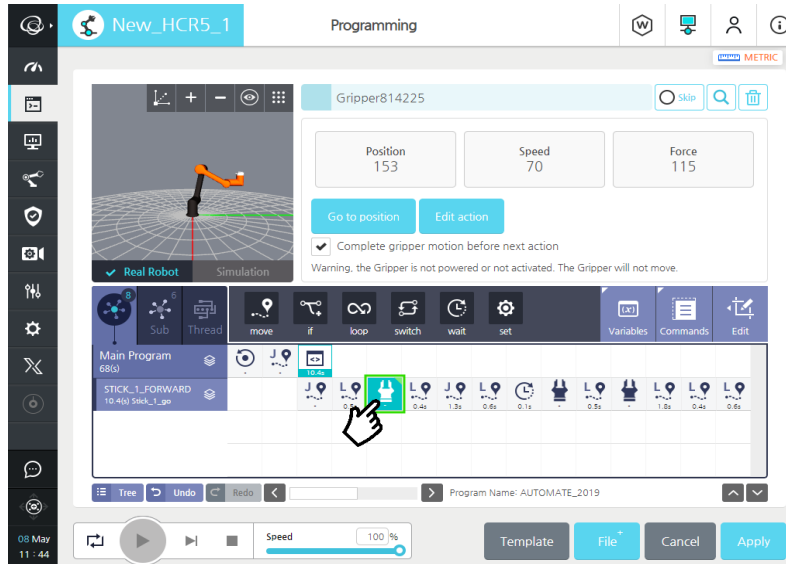 New_HCR5_1
Programming
W
METRIC
Gripper814225
Skip
Position
153
Speed
70
Force
115
Go to position
Edit action
Complete gripper motion before next action
Warning, the Gripper is not powered or not activated. The Gripper will not move.
Real Robot
Simulation
8
6
Sub
Thread
move
if
loop
switch
wait
set
(x)
Variables
Commands
Edit
Main Program
68(s)
10.4s
STICK_1_FORWARD
10.4(s) Stick_1_go
0.4s
1.3s
0.6s
0.1s
0.5s
1.8s
0.4s
0.6s
Tree
Undo
Redo
Program Name: AUTOMATE_2019
08 May
11 : 44
Speed
100 %
Template
File+
Cancel
Apply